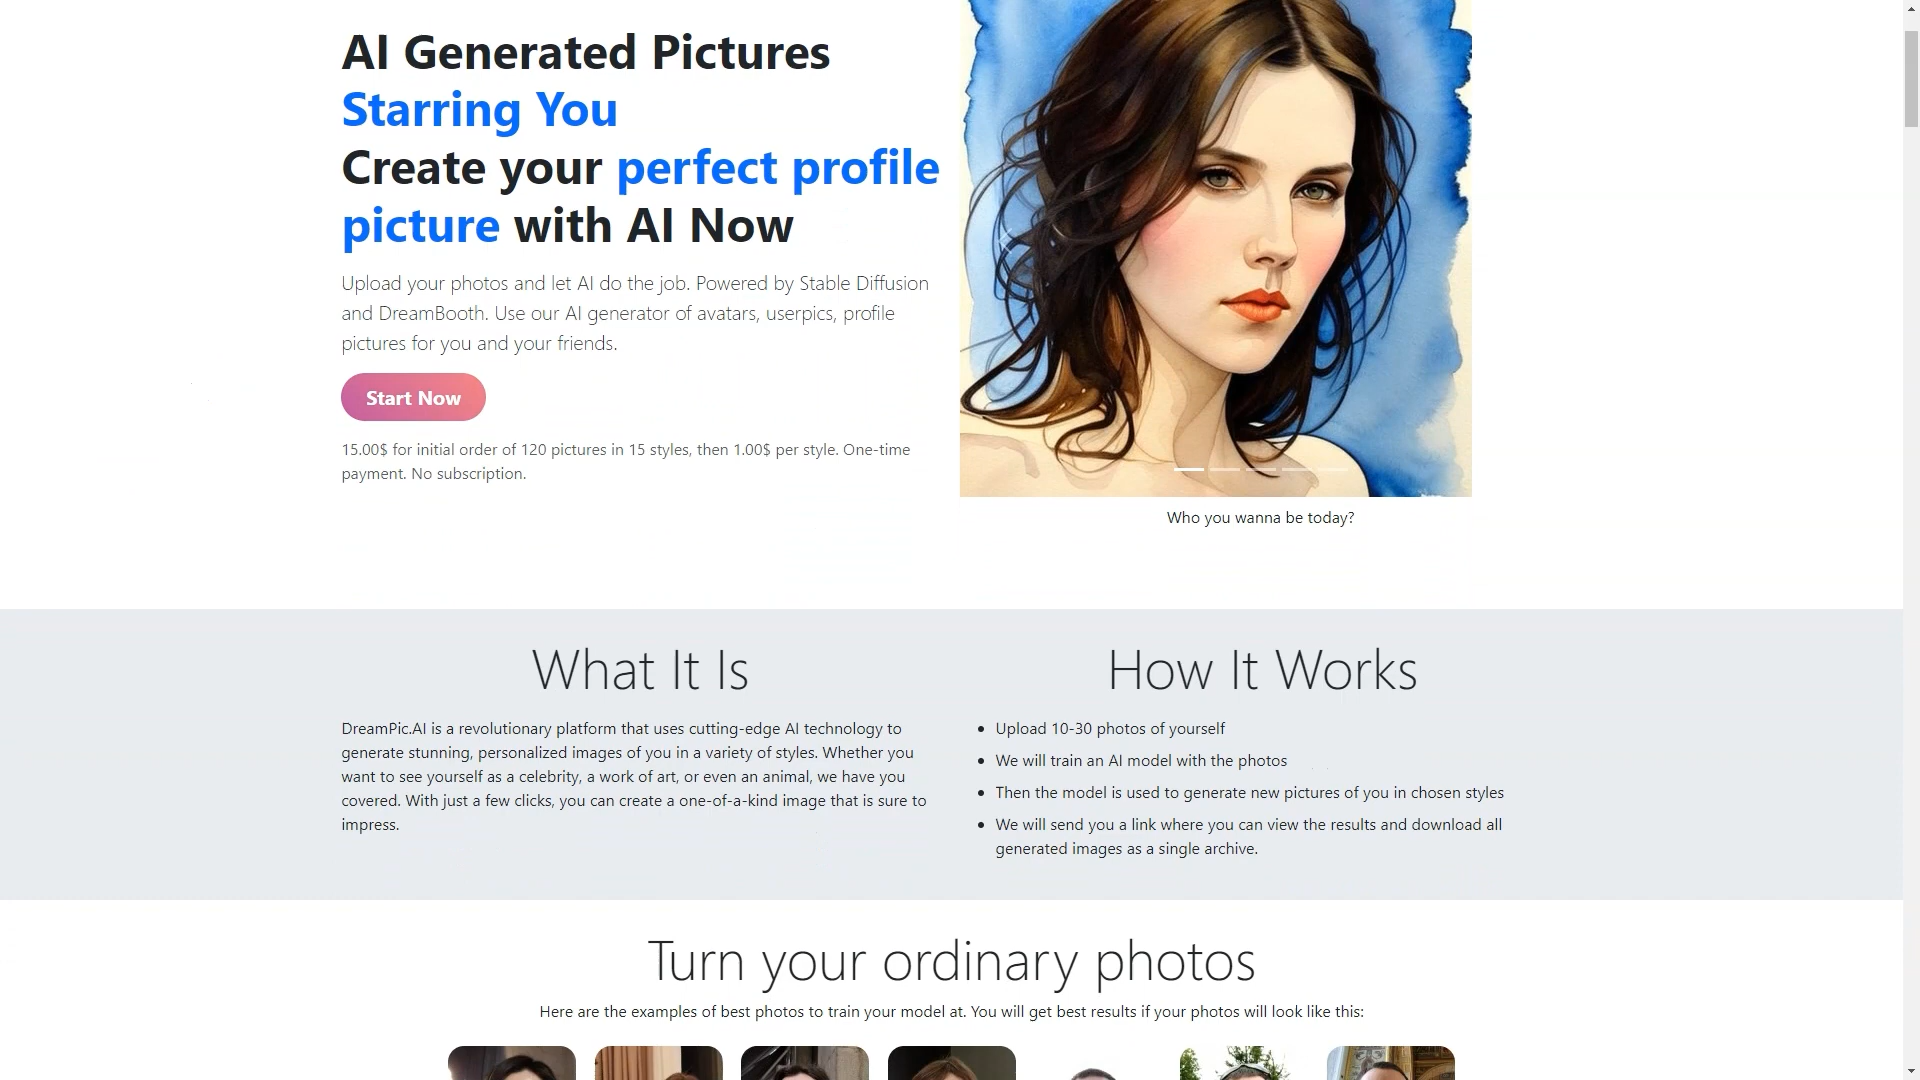 AI Generated Pictures
Starring You
Create your perfect profile
picture with AI Now
Upload your photos and let AI do the job. Powered by Stable Diffusion
and DreamBooth. Use our AI generator of avatars, userpics, profile
pictures for you and your friends.
Start Now
15.00$ for initial order of 120 pictures in 15 styles, then 1.00$ per style. One-time
payment. No subscription.
Who you wanna be today?
What It Is
DreamPic.AI is a revolutionary platform that uses cutting-edge AI technology to
generate stunning, personalized images of you in a variety of styles. Whether you
want to see yourself as a celebrity, a work of art, or even an animal, we have you
covered. With just a few clicks, you can create a one-of-a-kind image that is sure to
impress.
How It Works
• Upload 10-30 photos of yourself
• We will train an AI model with the photos
• Then the model is used to generate new pictures of you in chosen styles
• We will send you a link where you can view the results and download all
generated images as a single archive.
Turn your ordinary photos
Here are the examples of best photos to train your model at. You will get best results if your photos will look like this: